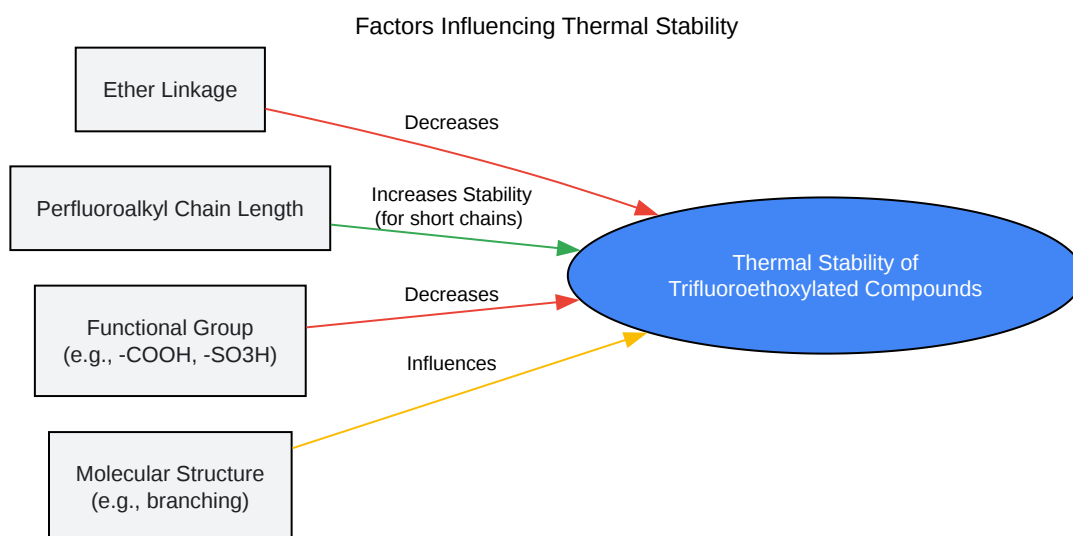 Factors Influencing Thermal Stability
Ether Linkage
Decreases
Perfluoroalkyl Chain Length
Increases Stability
(for short chains)
Thermal Stability of
Trifluoroethoxylated Compounds
Functional Group
(e.g., -COOH, -SO3H)
Decreases
Molecular Structure
(e.g., branching)
Influences